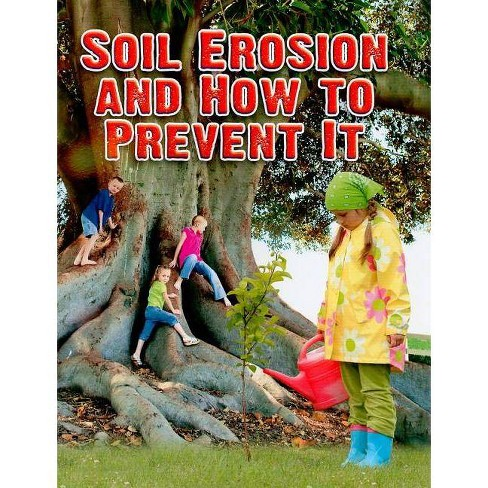 Soil Erosion
and How to
Prevent It